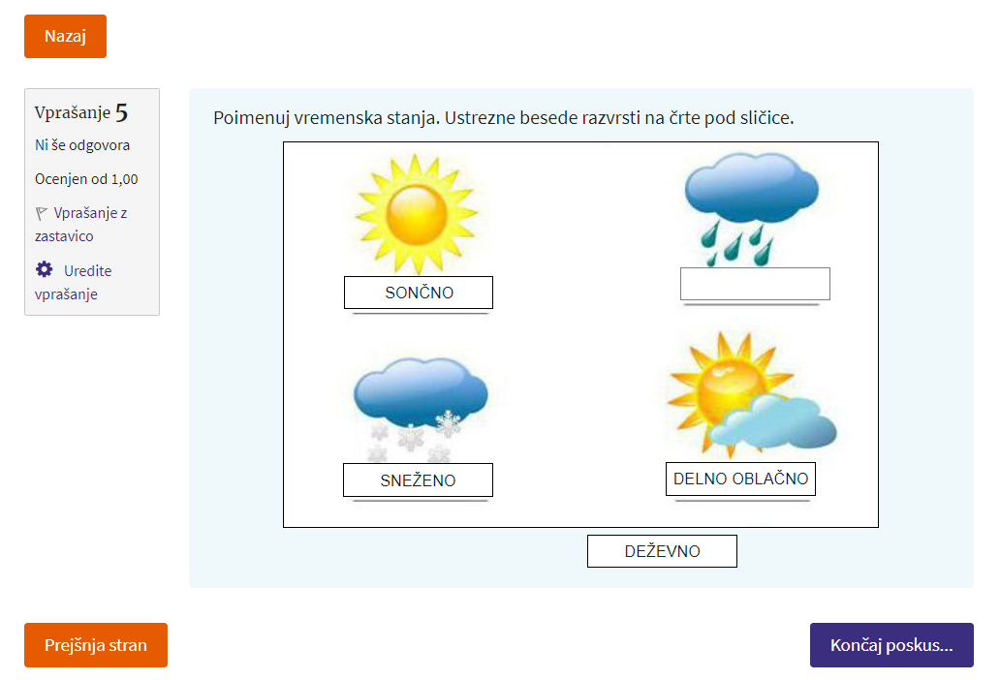 Nazaj
Vprašanje 5
Ni še odgovora
Ocenjen od 1,00
Vprašanje z
zastavico
Uredite
vprašanje
Poimenuj vremenska stanja. Ustrezne besede razvrsti na črte pod sličice.
SONČNO
SNEŽENO
DELNO OBLAČNO
DEŽEVNO
Prejšnja stran
Končaj poskus...